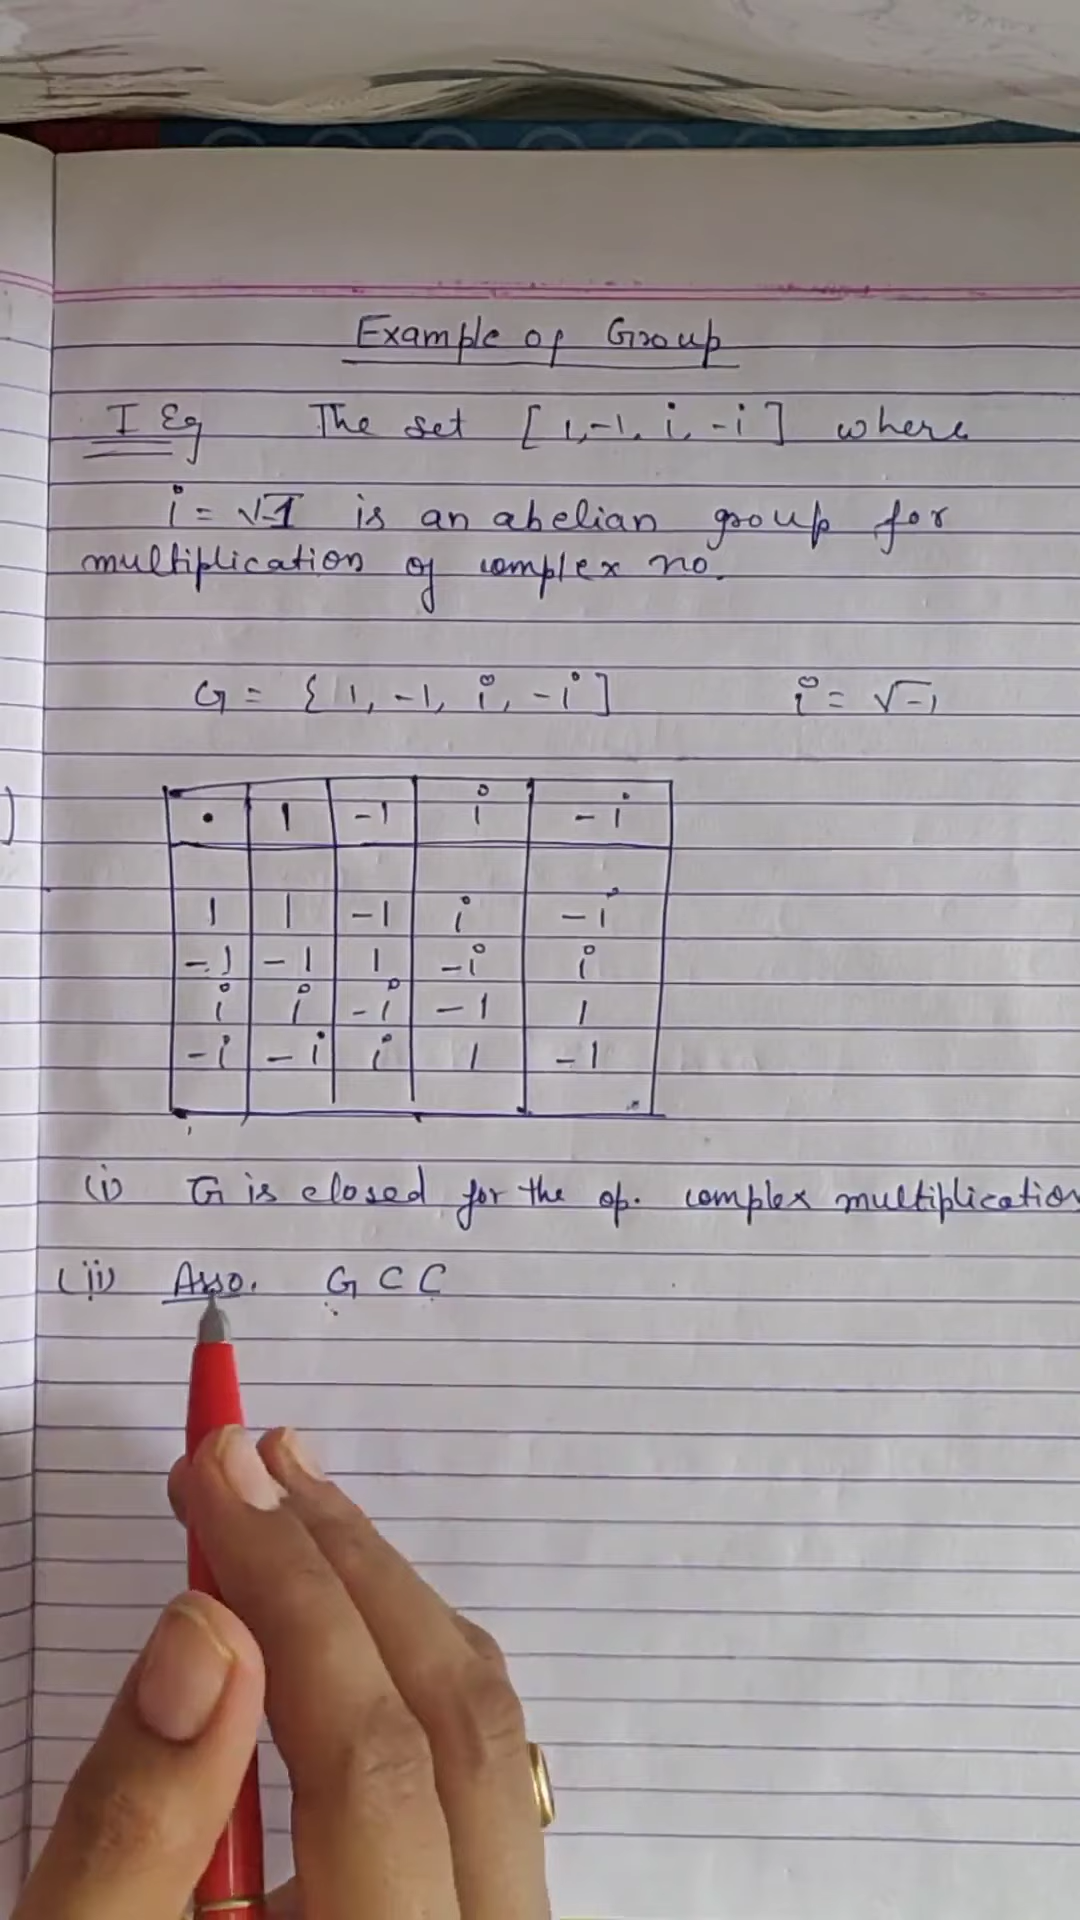 Example of Group
I Eg The set [1,-1, i, -i] where
i = √-1 is an abelian group for
multiplication of complex no.
G = {1, -1, i, -i] i = √-1
• 1 -1 i -i
1 1 -1 i -i
-1 -1 1 -i i
i i -i -1 1
-i -i i 1 -1
(i) G is closed for the op. complex multiplication
(ii) Asso. G ⊂ C